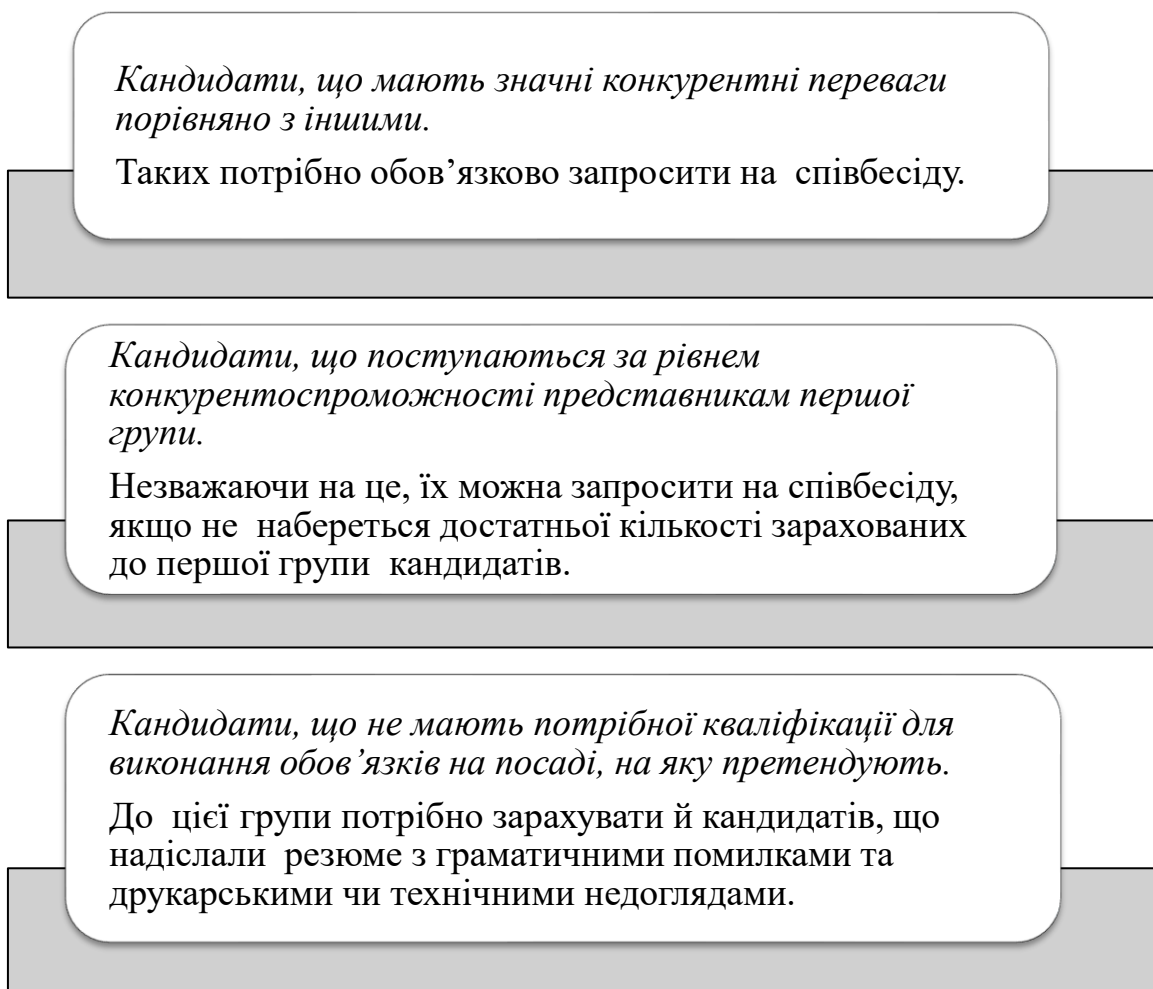 Кандидати, що мають значні конкурентні переваги
порівняно з іншими.
Таких потрібно обов’язково запросити на співбесіду.
Кандидати, що поступаються за рівнем
конкурентоспроможності представникам першої
групи.
Незважаючи на це, їх можна запросити на співбесіду,
якщо не набереться достатньої кількості зарахованих
до першої групи кандидатів.
Кандидати, що не мають потрібної кваліфікації для
виконання обов’язків на посаді, на яку претендують.
До цієї групи потрібно зарахувати й кандидатів, що
надіслали резюме з граматичними помилками та
друкарськими чи технічними недоглядами.